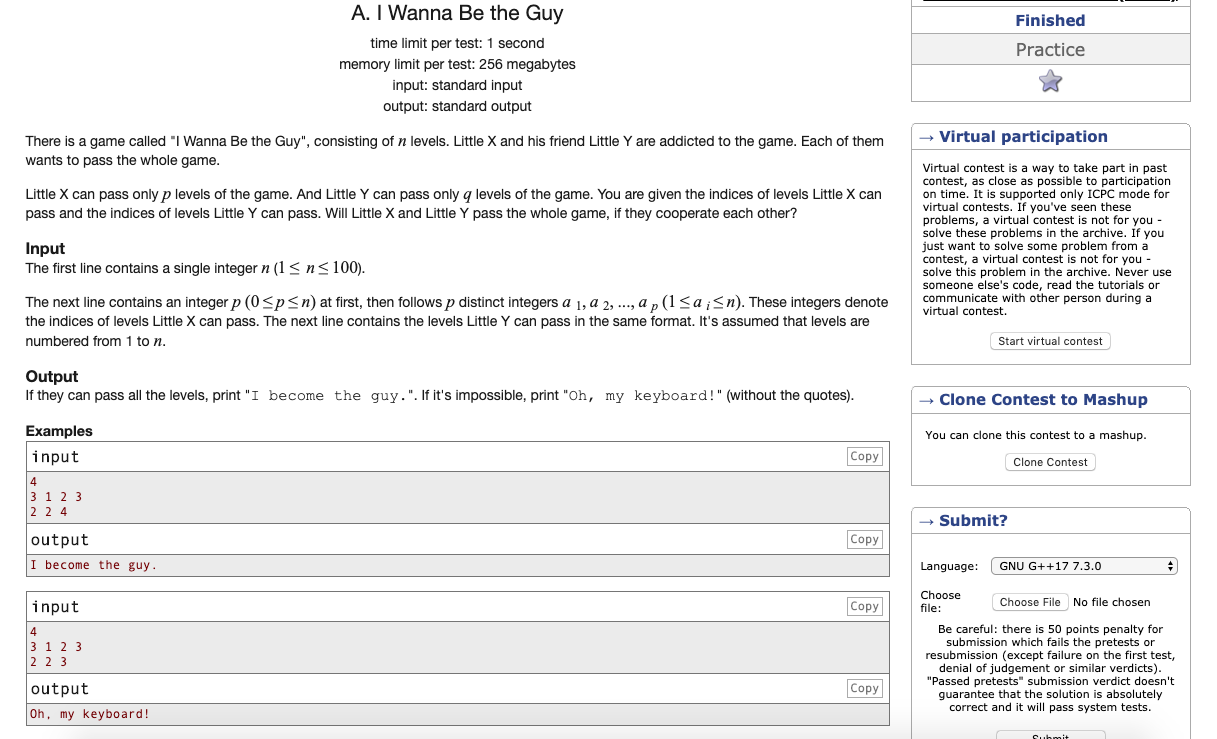 A. I Wanna Be the Guy
time limit per test: 1 second
memory limit per test: 256 megabytes
input: standard input
output: standard output
There is a game called "I Wanna Be the Guy", consisting of n levels. Little X and his friend Little Y are addicted to the game. Each of them
wants to pass the whole game.
Little X can pass only p levels of the game. And Little Y can pass only q levels of the game. You are given the indices of levels Little X can
pass and the indices of levels Little Y can pass. Will Little X and Little Y pass the whole game, if they cooperate each other?
Input
The first line contains a single integer n (1 ≤ n ≤ 100).
The next line contains an integer p (0 ≤ p ≤ n) at first, then follows p distinct integers a 1, a 2, ..., a p (1 ≤ a i ≤ n). These integers denote
the indices of levels Little X can pass. The next line contains the levels Little Y can pass in the same format. It's assumed that levels are
numbered from 1 to n.
Output
If they can pass all the levels, print "I become the guy.". If it's impossible, print "Oh, my keyboard!" (without the quotes).
Examples
input
Copy
4
3 1 2 3
2 2 4
output
Copy
I become the guy.
input
Copy
4
3 1 2 3
2 2 3
output
Copy
Oh, my keyboard!
Finished
Practice
→ Virtual participation
Virtual contest is a way to take part in past
contest, as close as possible to participation
on time. It is supported only ICPC mode for
virtual contests. If you've seen these
problems, a virtual contest is not for you -
solve these problems in the archive. If you
just want to solve some problem from a
contest, a virtual contest is not for you -
solve this problem in the archive. Never use
someone else's code, read the tutorials or
communicate with other person during a
virtual contest.
Start virtual contest
→ Clone Contest to Mashup
You can clone this contest to a mashup.
Clone Contest
→ Submit?
Language: GNU G++17 7.3.0
Choose
file: Choose File No file chosen
Be careful: there is 50 points penalty for
submission which fails the pretests or
resubmission (except failure on the first test,
denial of judgement or similar verdicts).
"Passed pretests" submission verdict doesn't
guarantee that the solution is absolutely
correct and it will pass system tests.
Submit